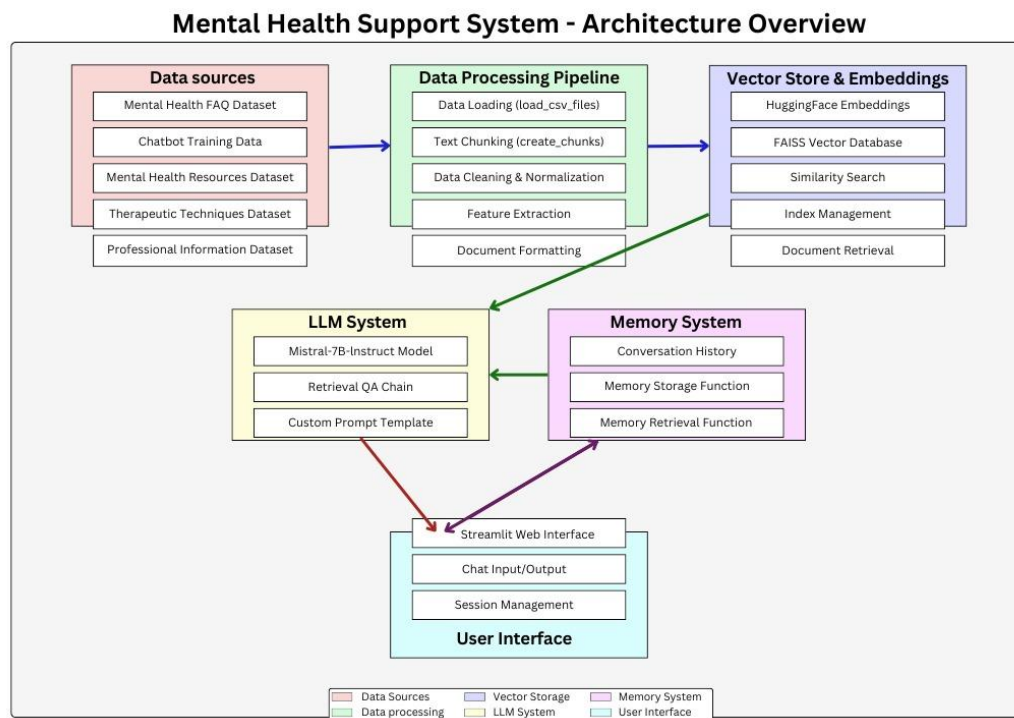 Mental Health Support System - Architecture Overview
Data sources
Mental Health FAQ Dataset
Chatbot Training Data
Mental Health Resources Dataset
Therapeutic Techniques Dataset
Professional Information Dataset
Data Processing Pipeline
Data Loading (load_csv_files)
Text Chunking (create_chunks)
Data Cleaning & Normalization
Feature Extraction
Document Formatting
Vector Store & Embeddings
HuggingFace Embeddings
FAISS Vector Database
Similarity Search
Index Management
Document Retrieval
LLM System
Mistral-7B-Instruct Model
Retrieval QA Chain
Custom Prompt Template
Memory System
Conversation History
Memory Storage Function
Memory Retrieval Function
Streamlit Web Interface
Chat Input/Output
Session Management
User Interface
Data Sources
Vector Storage
Memory System
Data processing
LLM System
User Interface